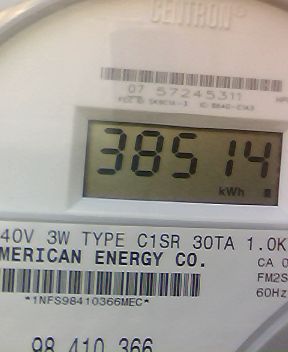 CENTRON®
07 57245311
38514
kWh
40V 3W TYPE C1SR 30TA 1.0K
MERICAN ENERGY CO.
CA 0
FM2S
60Hz
*1NFS98410366MEC*
98 410 366